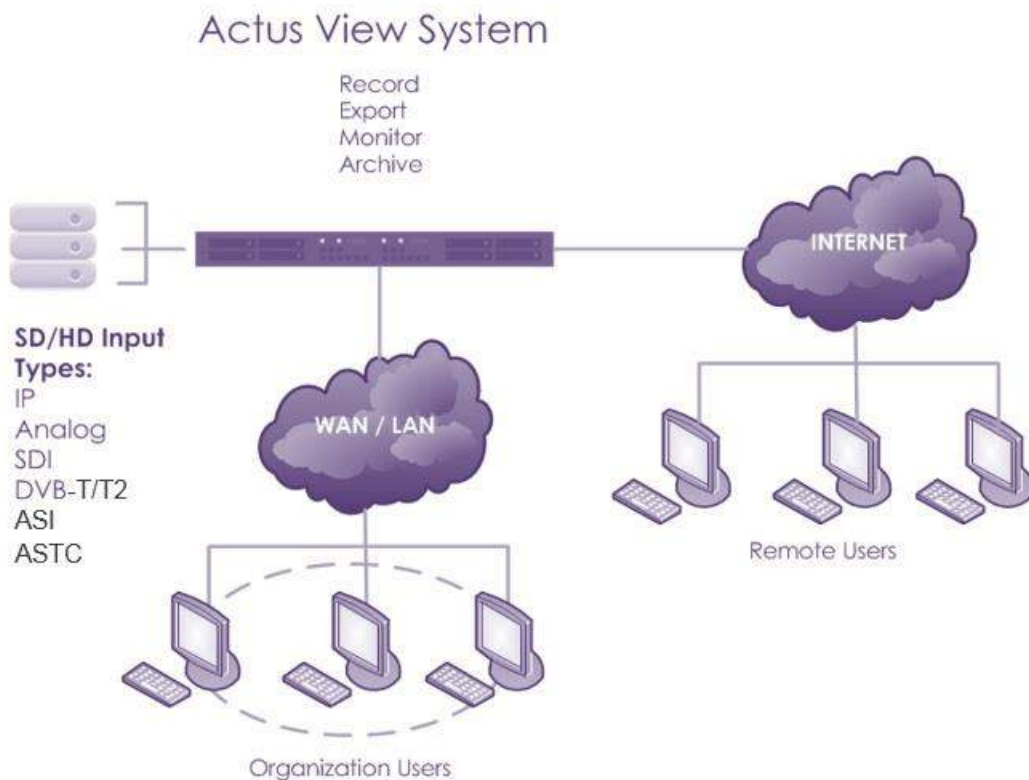 Actus View System
Record
Export
Monitor
Archive
INTERNET
SD/HD Input
Types:
IP
Analog
SDI
DVB-T/T2
ASI
ASTC
WAN / LAN
Remote Users
Organization Users